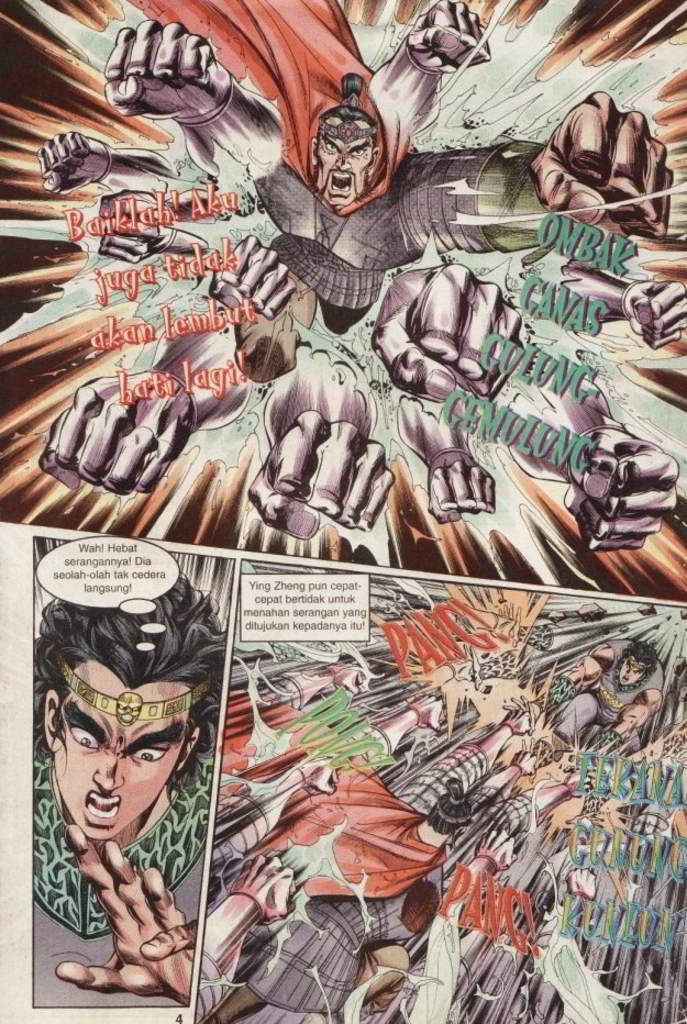 Baiklah! Aku
juga tidak
akan lembut
hati lagi!
OMBAK
GANAS
GULUNG-
GEMULUNG
Wah! Hebat
serangannya! Dia
seolah-olah tak cedera
langsung!
Ying Zheng pun cepat-
cepat bertidak untuk
menahan serangan yang
ditujukan kepadanya itu!
PANG!
PANG!
GUNUNG
4